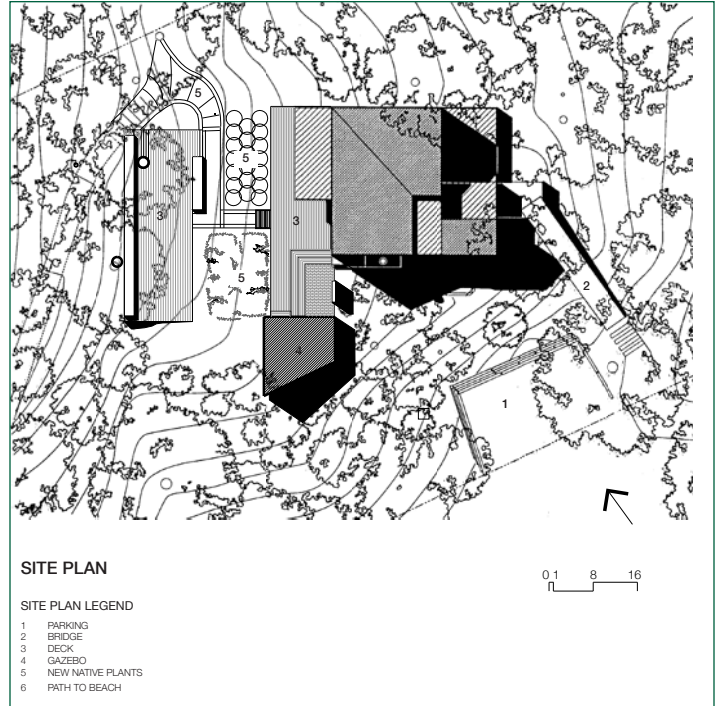 5
5
3
3
5
2
4
1
SITE PLAN
0 1 8 16
SITE PLAN LEGEND
1 PARKING
2 BRIDGE
3 DECK
4 GAZEBO
5 NEW NATIVE PLANTS
6 PATH TO BEACH